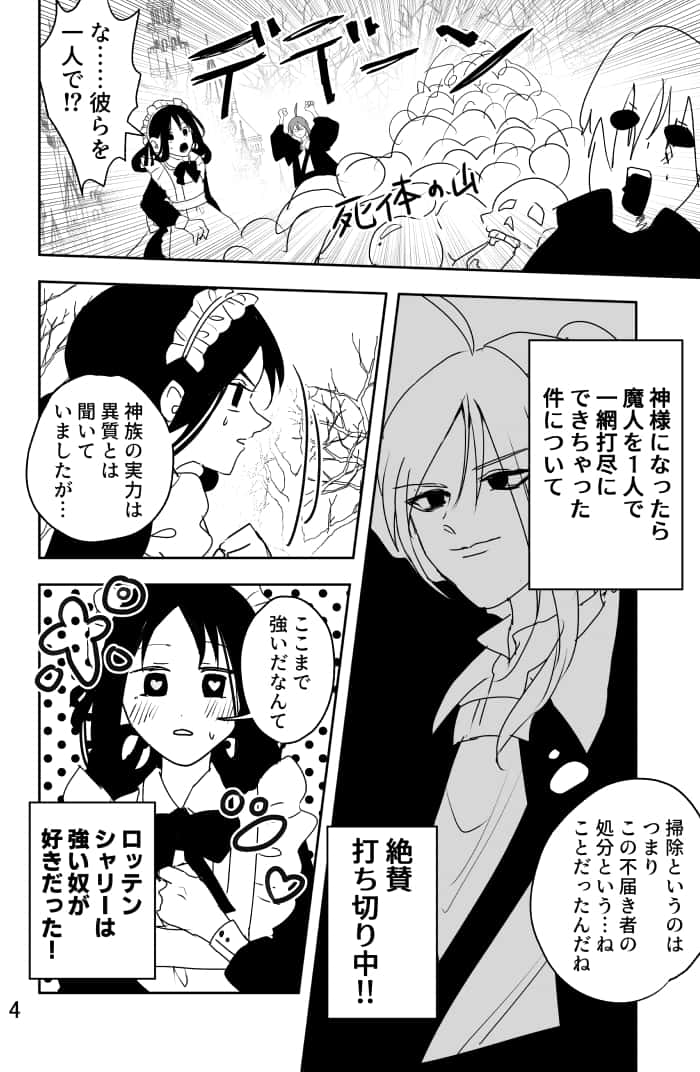 デデーン
な……彼らを
一人で!?
死体の山
神様になったら
魔人を1人で
一網打尽に
できちゃった
件について
神族の実力は
異質とは
聞いて
いましたが…
掃除というのは
つまり
この不届き者の
処分という…ね
ことだったんだね
絶賛
打ち切り中!!
ここまで
強いだなんて
ロッテン
シャリーは
強い奴が
好きだった！
4